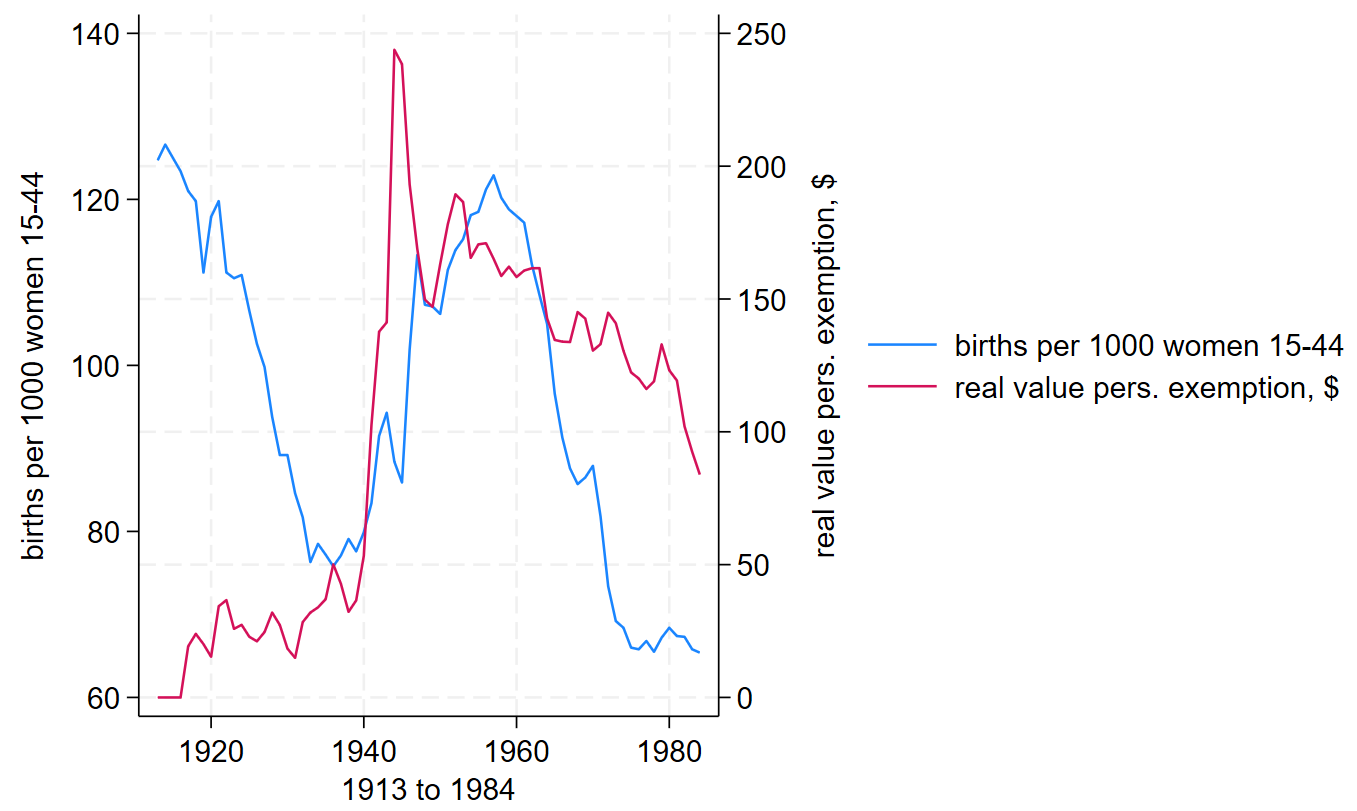 births per 1000 women 15-44
140
120
100
80
60
250
200
150
100
50
0
real value pers. exemption, $
1920 1940 1960 1980
1913 to 1984
births per 1000 women 15-44
real value pers. exemption, $